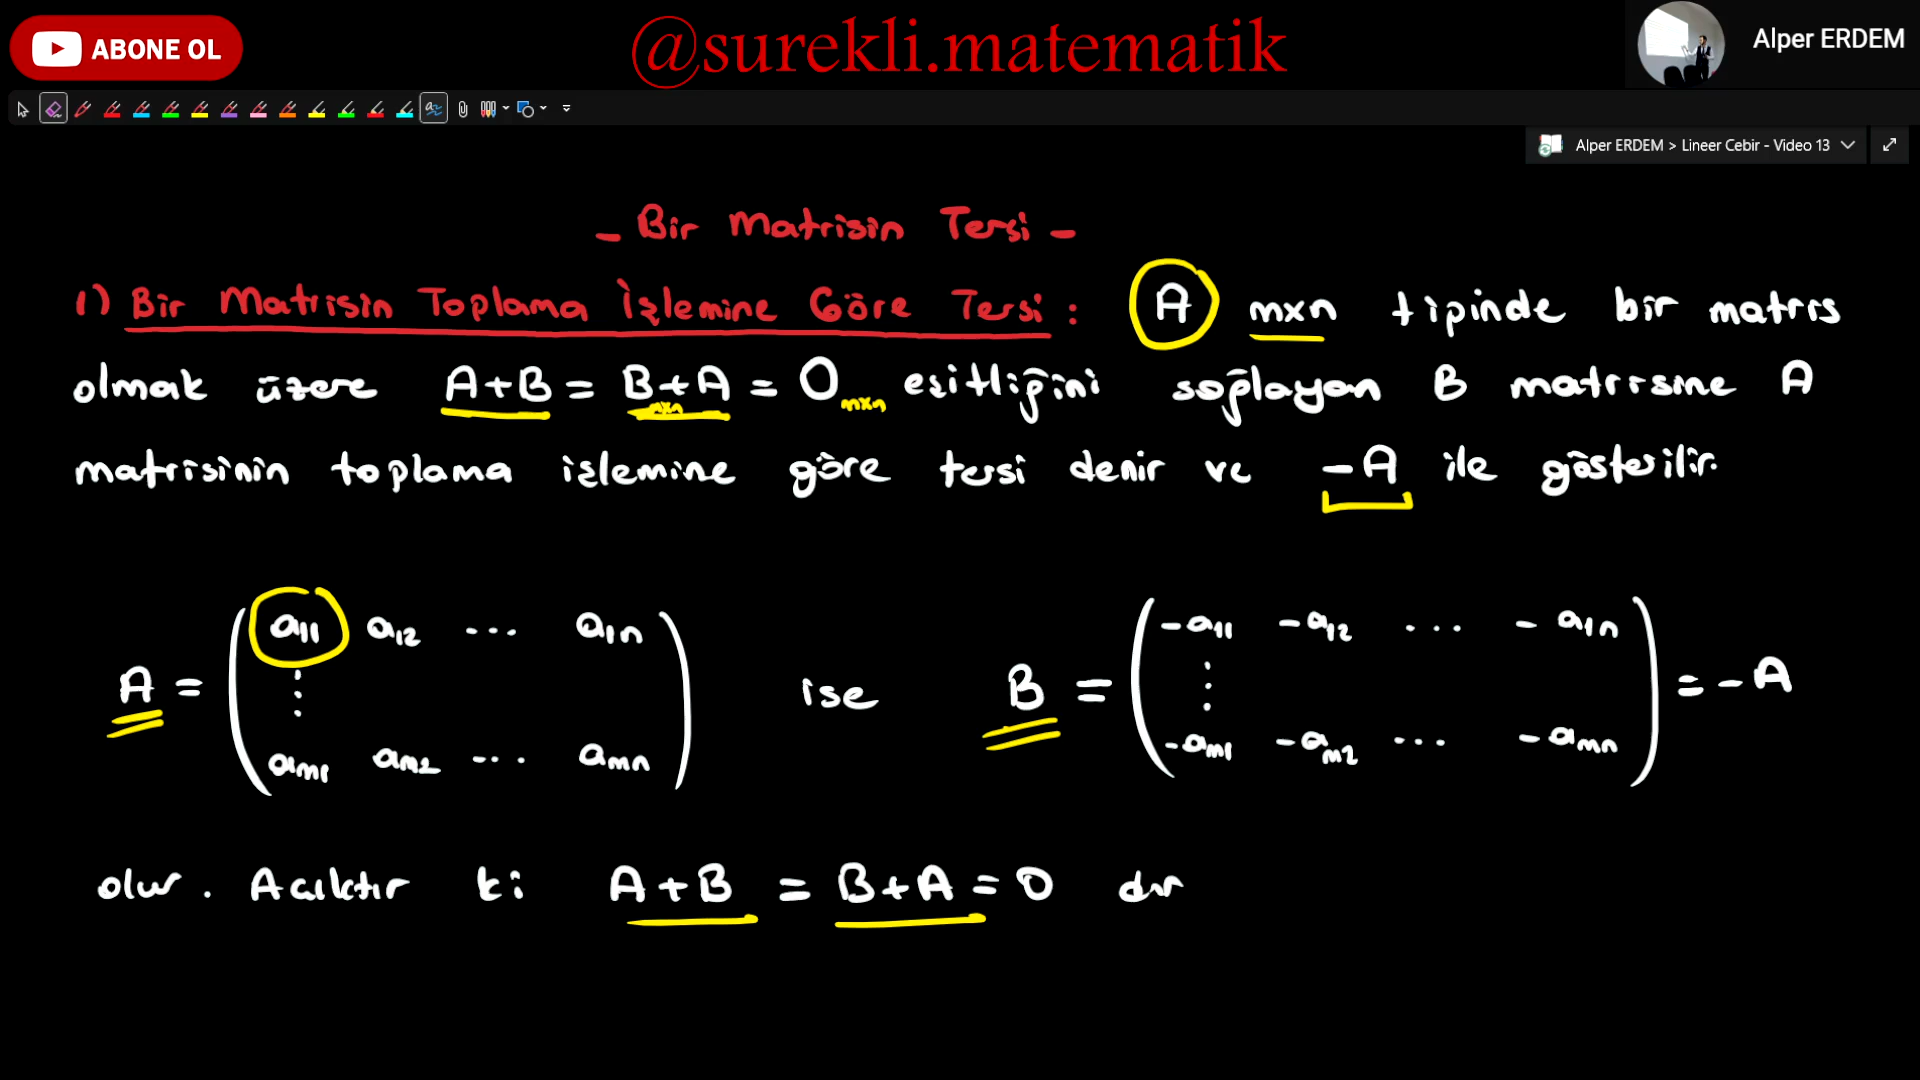 ABONE OL
@surekli.matematik
Alper ERDEM
Alper ERDEM > Lineer Cebir - Video 13
- Bir Matrisin Tersi -
1) Bir Matrisin Toplama İşlemine Göre Tersi : A mxn tipinde bir matris
olmak üzere A+B = B+A = 0mxn eşitliğini sağlayan B matrisine A
mxn
matrisinin toplama işlemine göre tersi denir ve -A ile gösterilir.
a11 a12 ... a1n
A = ⋮ ise
am1 am2 ... amn
-a11 -a12 ... -a1n
B = ⋮ = -A
-am1 -am2 ... -amn
olur. Açıktır ki A+B = B+A = 0 dır